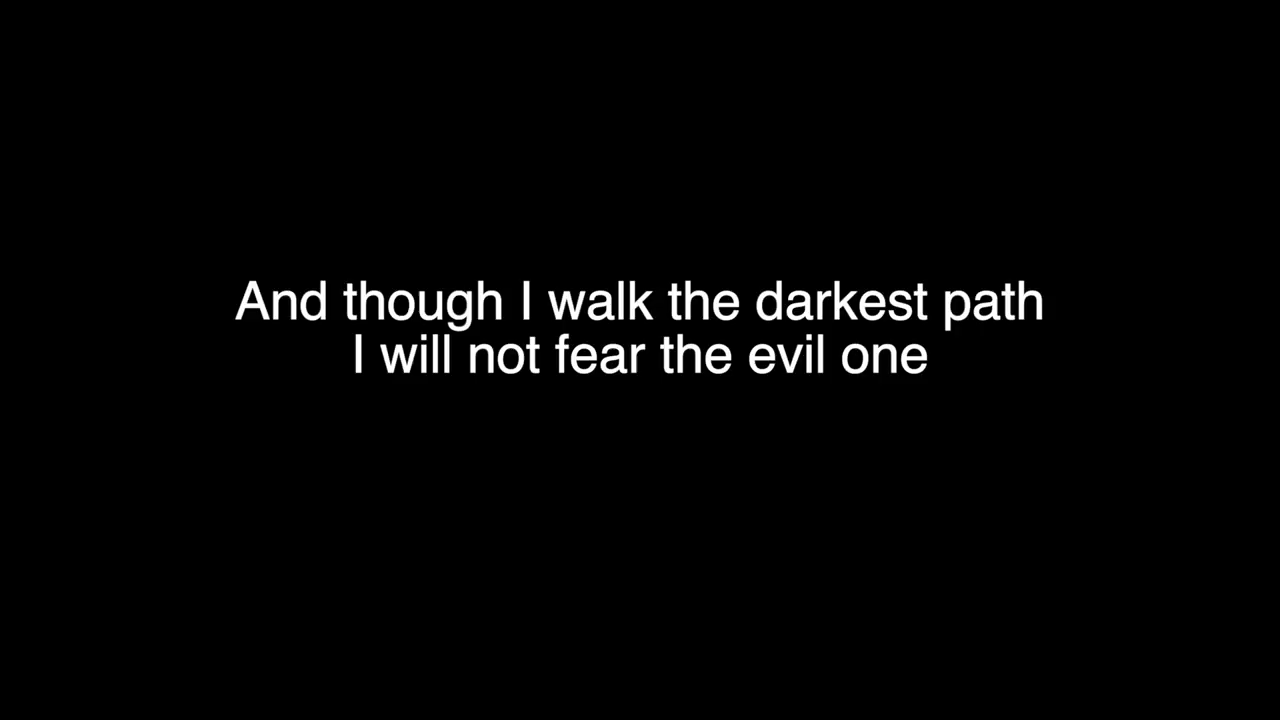 And though I walk the darkest path
I will not fear the evil one